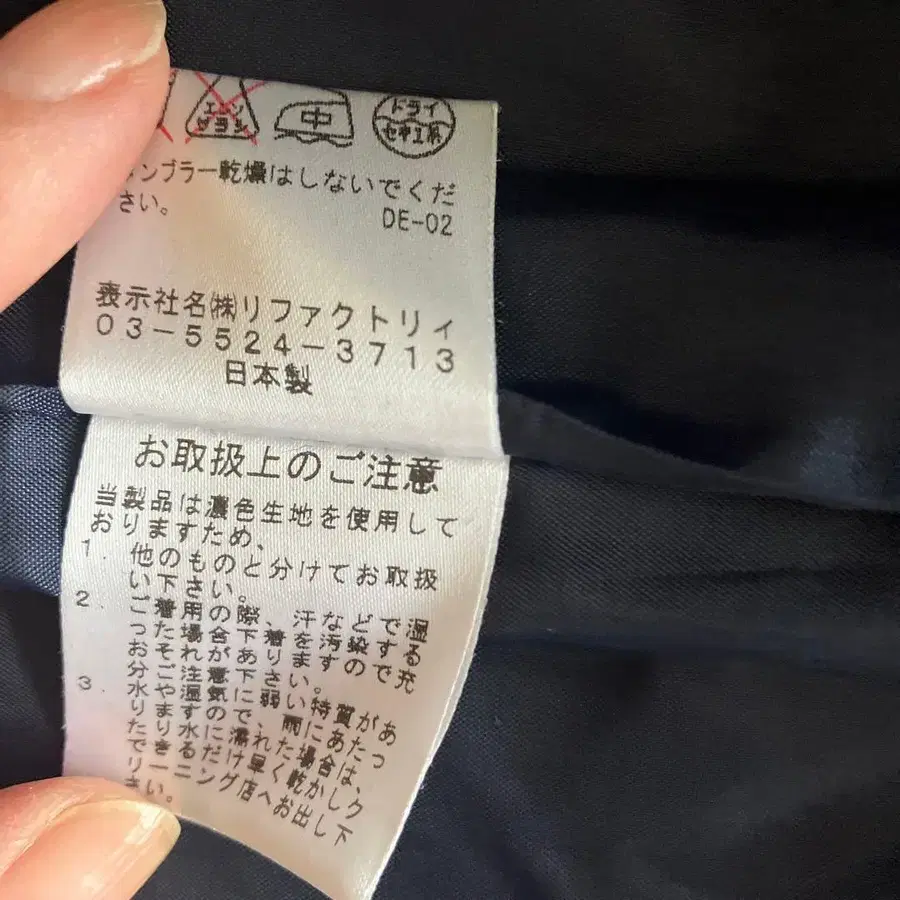 エンソ
サラシ
中
ドライ
セキユ系
ンブラー乾燥はしないでくだ
さい。
DE-02
表示社名㈱リファクトリィ
03-5524-3713
日本製
お取扱上のご注意
当製品は濃色生地を使用して
おりますため、
1. 他のものと分けてお取扱
い下さい。
2. ご着用の際、汗などで湿
った場合下着を汚染する
おそれがありますので充
分ご注意下さい。
3. 水や湿気に弱い特質があ
りますので、雨にあたっ
たり水に濡れた場合は、
できるだけ早く乾かしク
リーニング店へお出し下
さい。